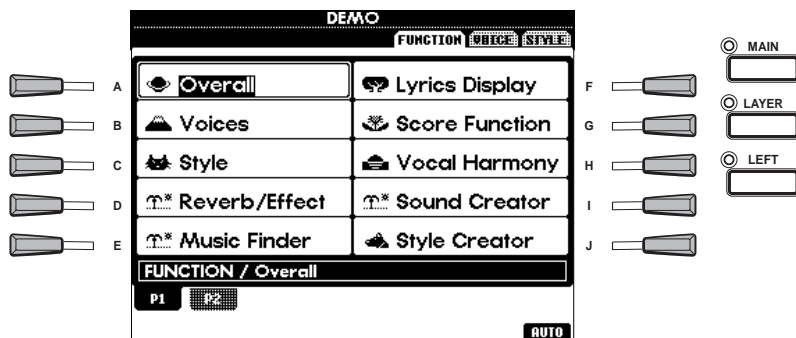 DEMO
FUNCTION VOICE STYLE
MAIN
A Overall Lyrics Display F
LAYER
B Voices Score Function G
LEFT
C Style Vocal Harmony H
D Reverb/Effect Sound Creator I
E Music Finder Style Creator J
FUNCTION / Overall
P1 P2
AUTO